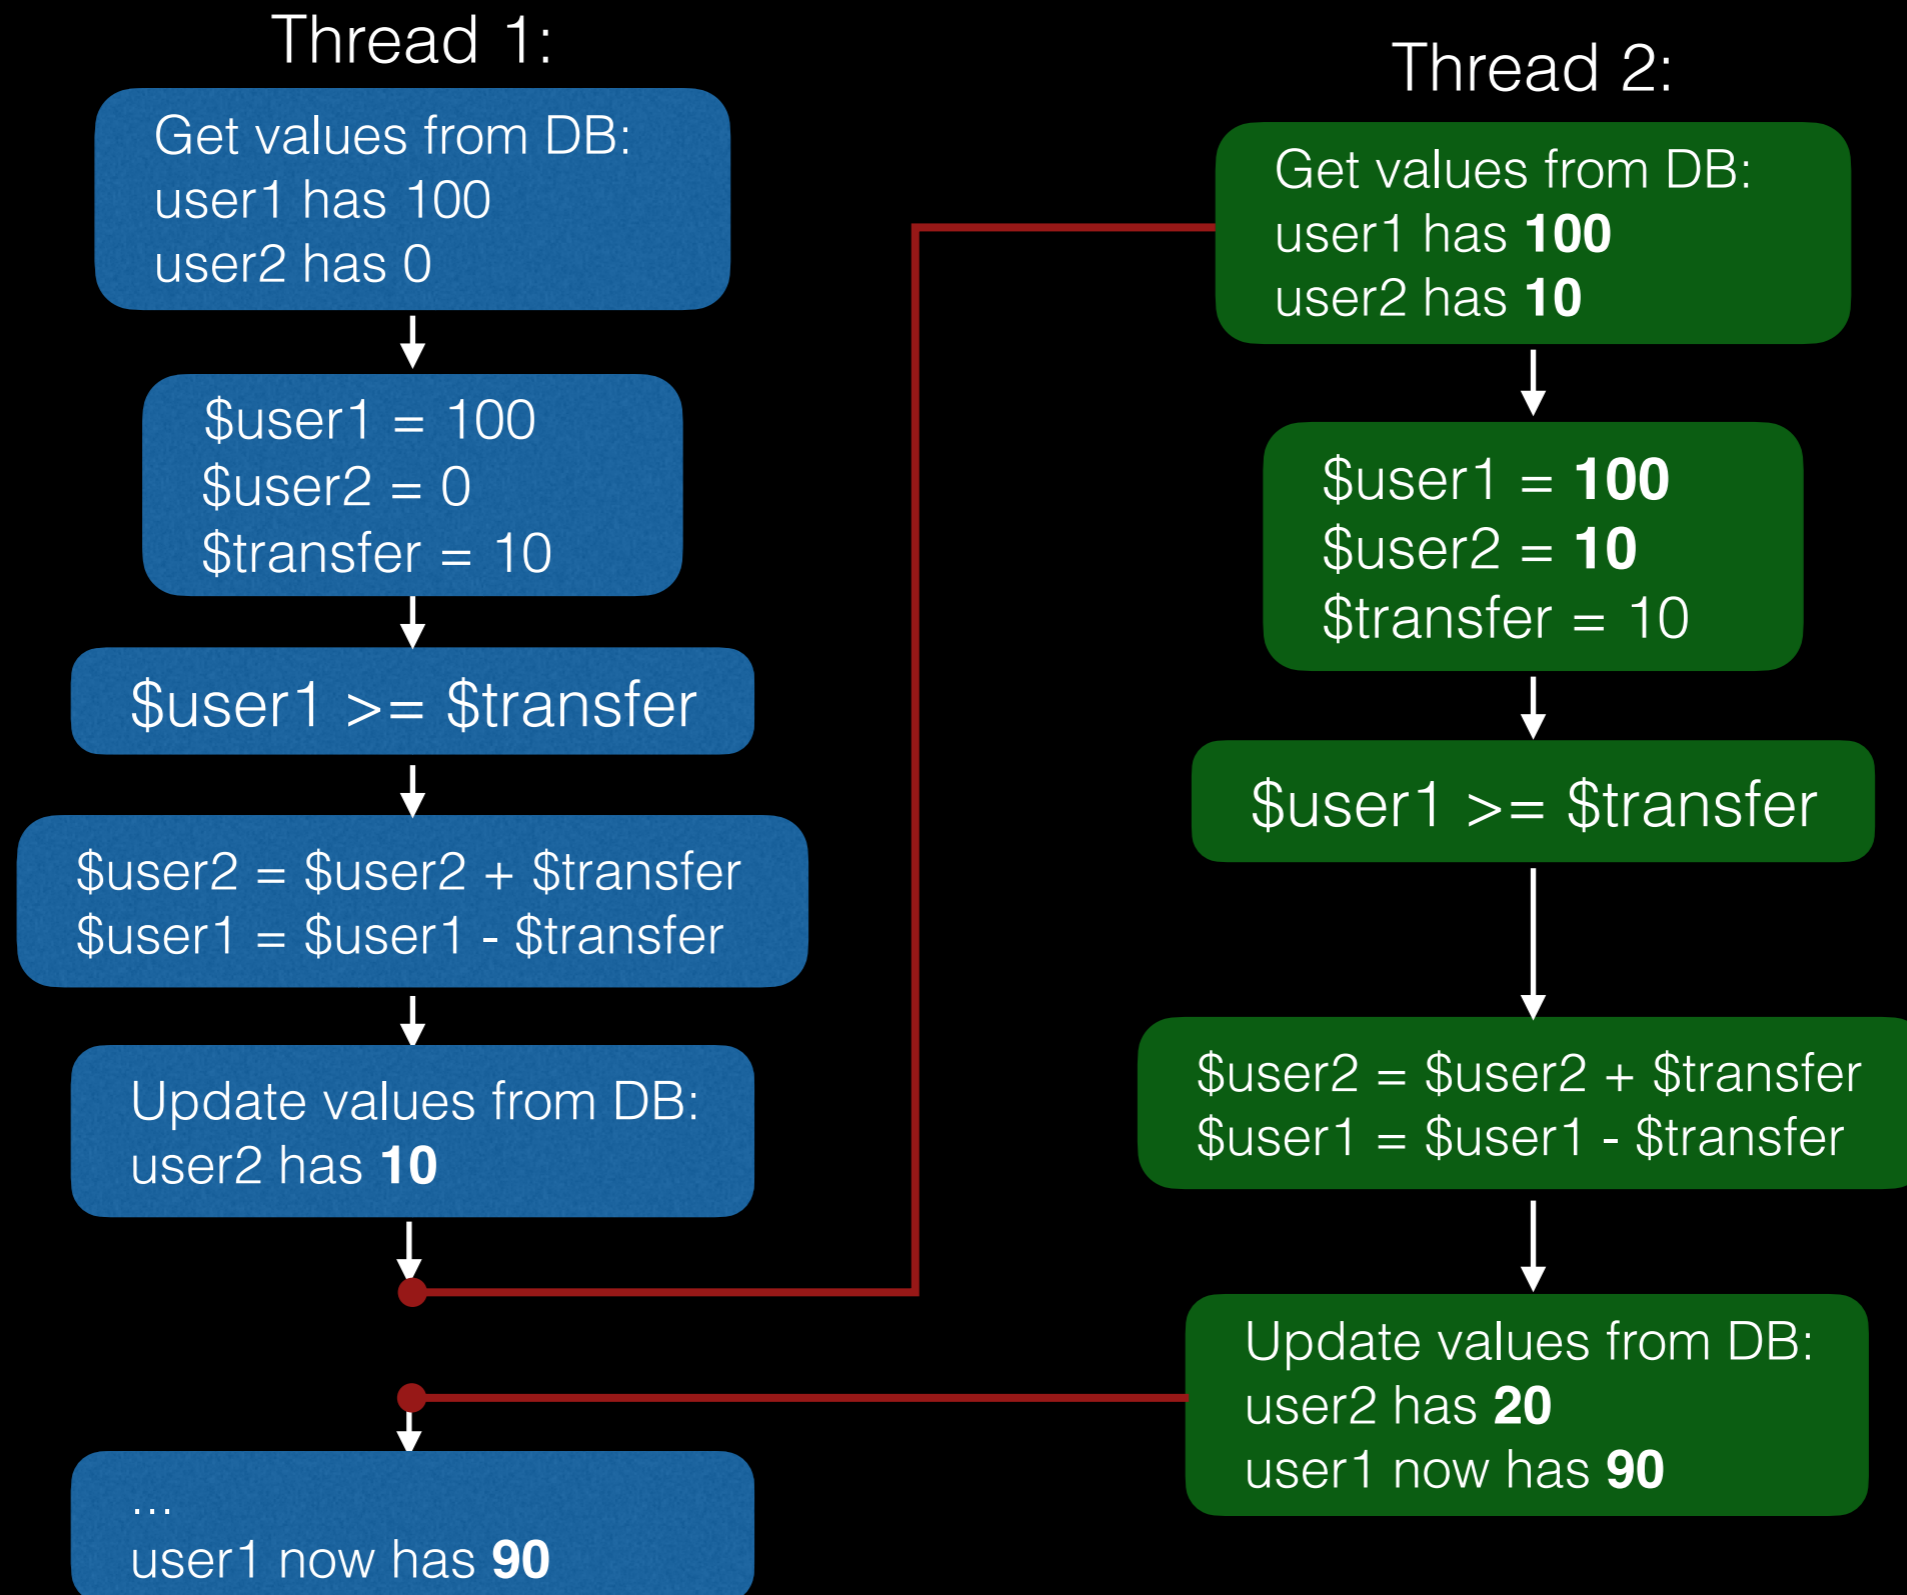 Thread 1:
Get values from DB:
user1 has 100
user2 has 0
$user1 = 100
$user2 = 0
$transfer = 10
$user1 >= $transfer
$user2 = $user2 + $transfer
$user1 = $user1 - $transfer
Update values from DB:
user2 has 10
...
user1 now has 90
Thread 2:
Get values from DB:
user1 has 100
user2 has 10
$user1 = 100
$user2 = 10
$transfer = 10
$user1 >= $transfer
$user2 = $user2 + $transfer
$user1 = $user1 - $transfer
Update values from DB:
user2 has 20
user1 now has 90